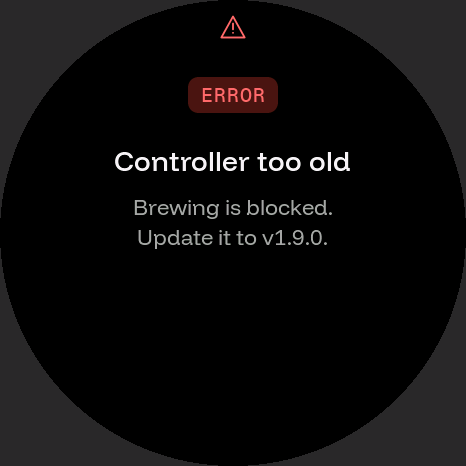 ERROR
Controller too old
Brewing is blocked.
Update it to v1.9.0.